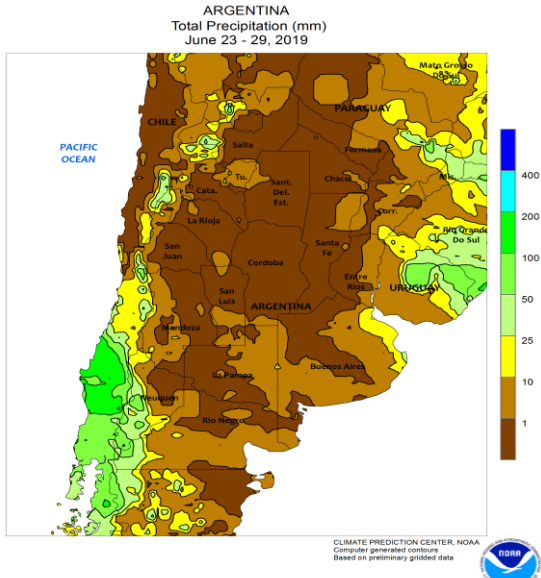 ARGENTINA
Total Precipitation (mm)
June 23 - 29, 2019
Mato Grosso
Do Sul
PARAGUAY
CHILE
PACIFIC
OCEAN
Salta
Formosa
Tu.
Cata.
Sant.
Del.
Est.
Chaco
Mis.
Corr.
La Rioja
Rio Grande
Do Sul
San
Juan
Santa
Fe
Cordoba
Entre
Rios
URUGUAY
San
Luis
ARGENTINA
Mendoza
La Pampa
Buenos Aires
Neuquen
Rio Negro
400
200
100
50
25
10
1
CLIMATE PREDICTION CENTER, NOAA
Computer generated contours
Based on preliminary gridded data
NOAA